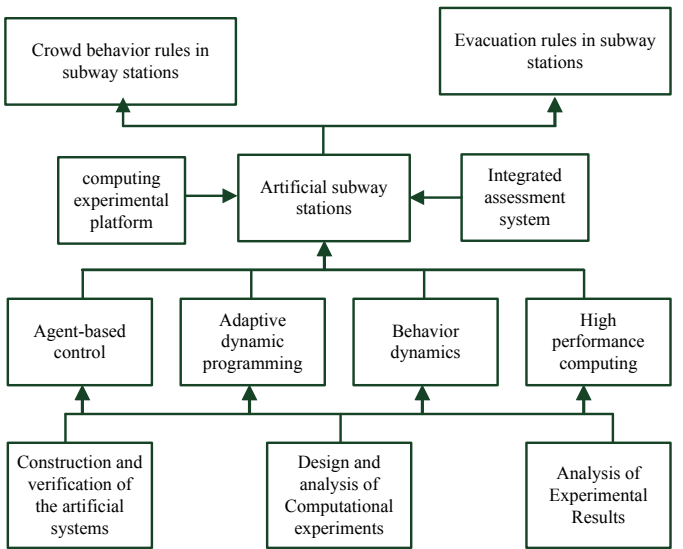 Crowd behavior rules in
subway stations
Evacuation rules in subway
stations
computing
experimental
platform
Artificial subway
stations
Integrated
assessment
system
Agent-based
control
Adaptive
dynamic
programming
Behavior
dynamics
High
performance
computing
Construction and
verification of
the artificial
systems
Design and
analysis of
Computational
experiments
Analysis of
Experimental
Results